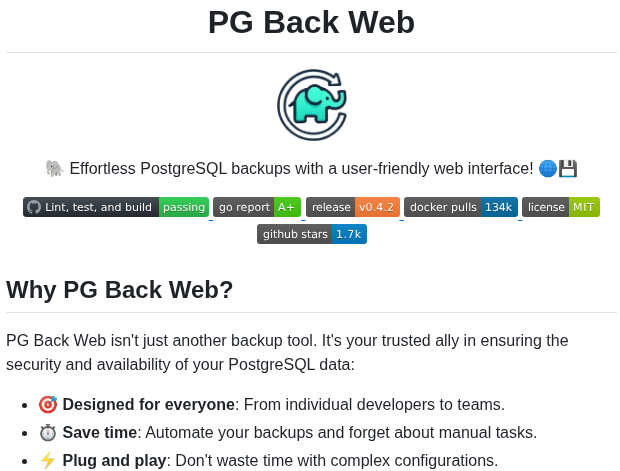 PG Back Web
🐘 Effortless PostgreSQL backups with a user-friendly web interface! 🌐💾
Lint, test, and build passing go report A+ release v0.4.2 docker pulls 134k license MIT
github stars 1.7k
Why PG Back Web?
PG Back Web isn't just another backup tool. It's your trusted ally in ensuring the
security and availability of your PostgreSQL data:
• 🎯 Designed for everyone: From individual developers to teams.
• ⏱️ Save time: Automate your backups and forget about manual tasks.
• ⚡ Plug and play: Don't waste time with complex configurations.